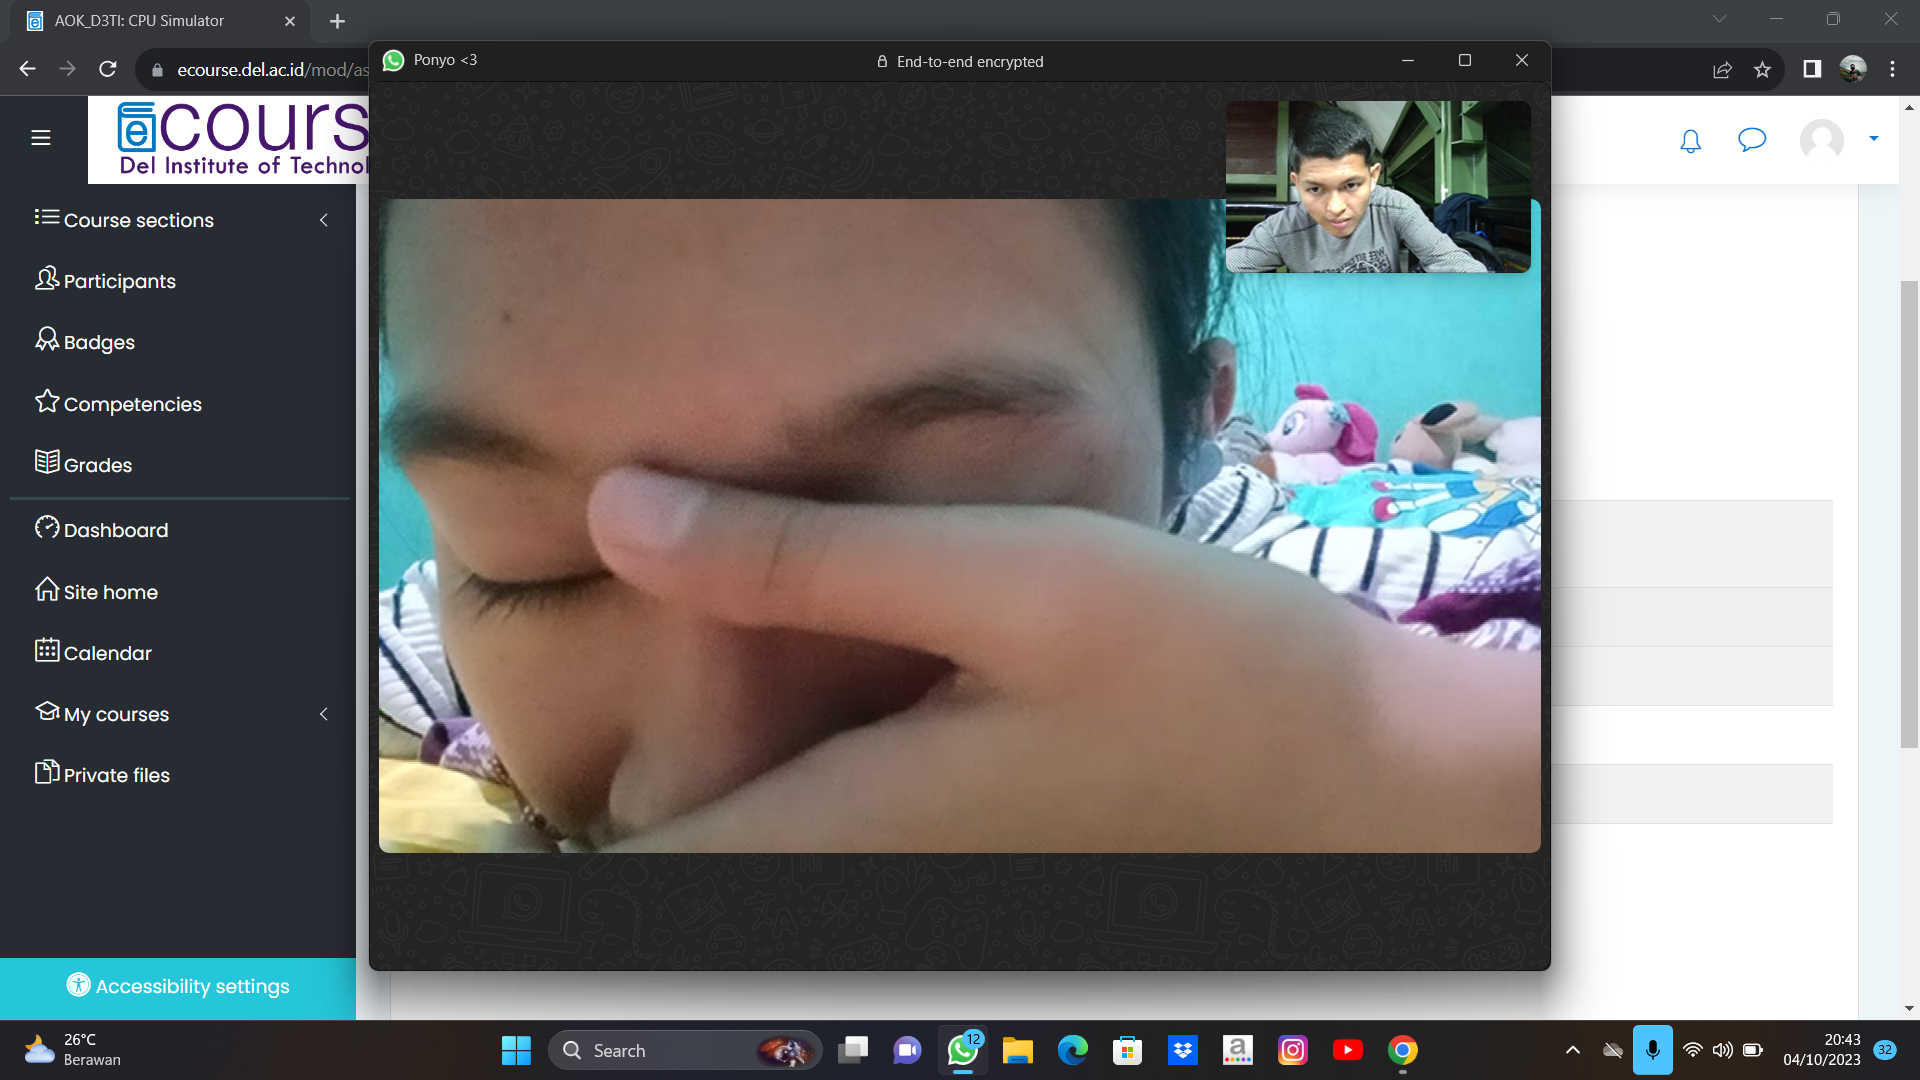 AOK_D3TI: CPU Simulator
ecourse.del.ac.id/mod/as
Ponyo <3
End-to-end encrypted
ecours
Del Institute of Technol
Course sections
Participants
Badges
Competencies
Grades
Dashboard
Site home
Calendar
My courses
Private files
Accessibility settings
26°C
Berawan
Search
12
20:43
04/10/2023
32